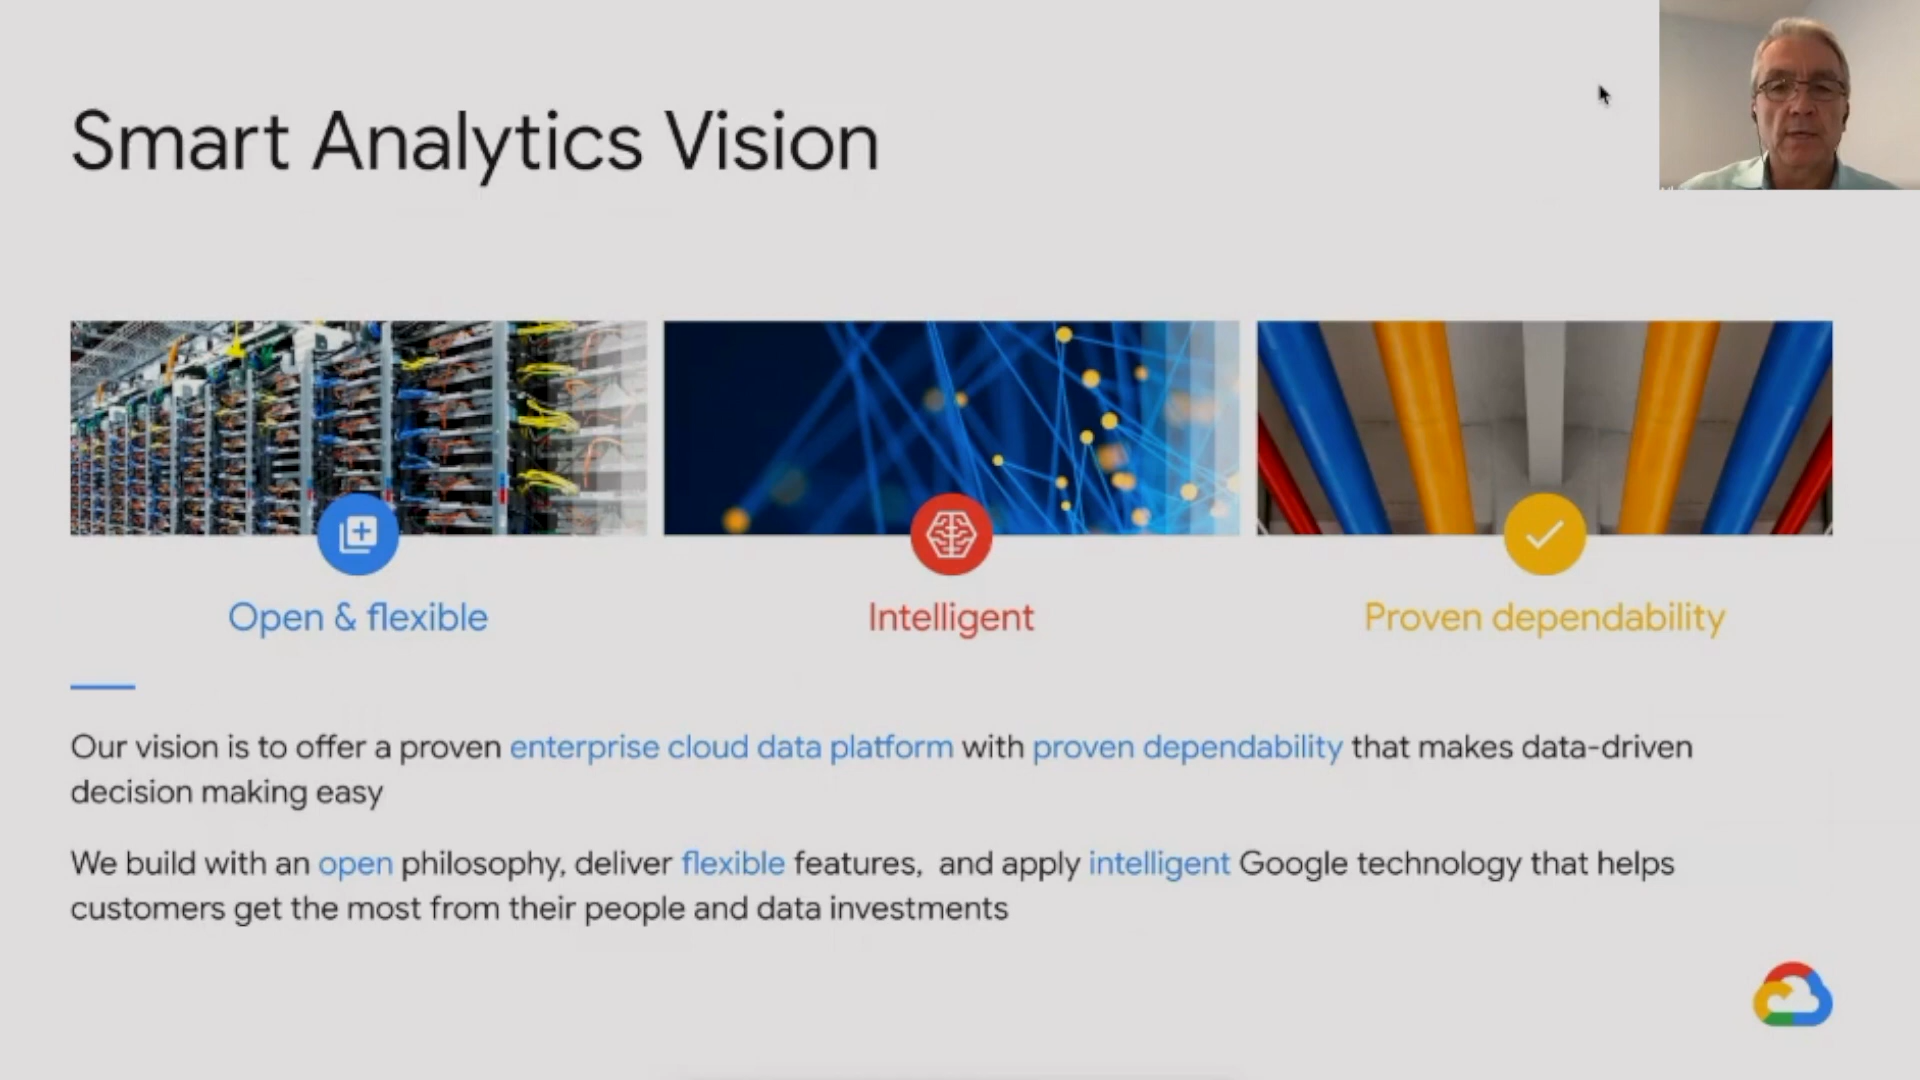 Smart Analytics Vision
Open & flexible
Intelligent
Proven dependability
Our vision is to offer a proven enterprise cloud data platform with proven dependability that makes data-driven
decision making easy
We build with an open philosophy, deliver flexible features,  and apply intelligent Google technology that helps
customers get the most from their people and data investments